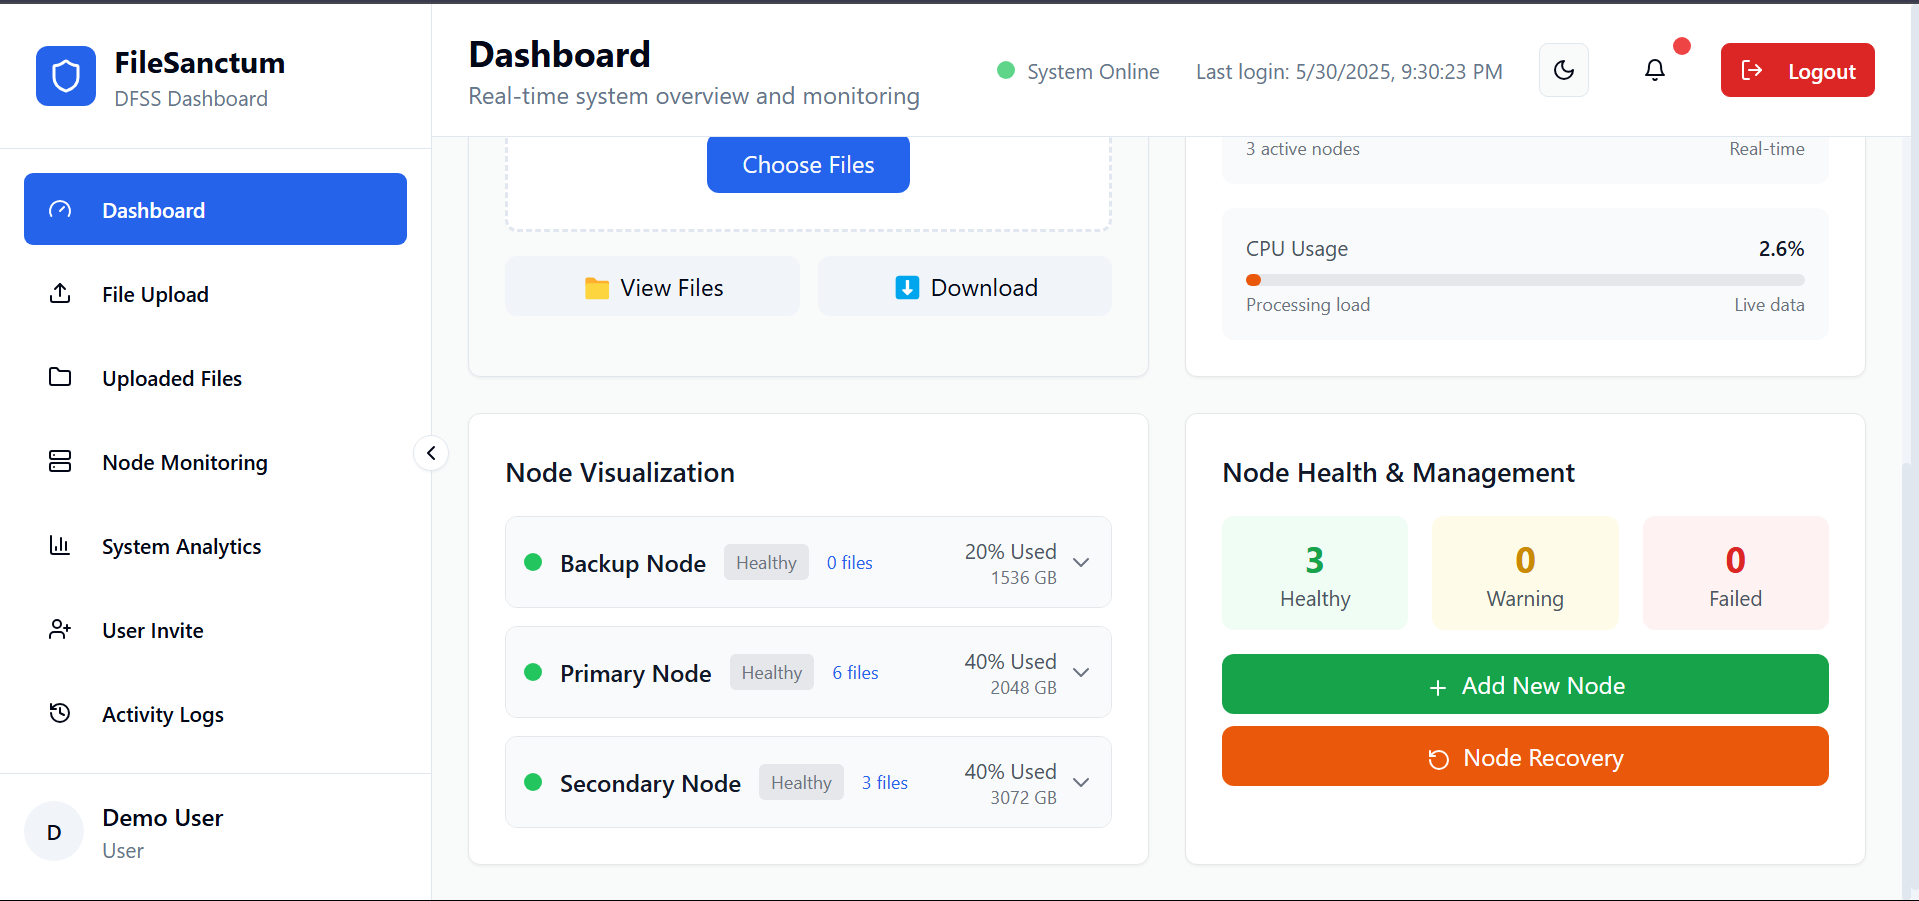 FileSanctum
DFSS Dashboard
Dashboard
File Upload
Uploaded Files
Node Monitoring
System Analytics
User Invite
Activity Logs
D
Demo User
User
Dashboard
Real-time system overview and monitoring
System Online
Last login: 5/30/2025, 9:30:23 PM
Logout
Choose Files
View Files
Download
3 active nodes
Real-time
CPU Usage
2.6%
Processing load
Live data
Node Visualization
Backup Node
Healthy
0 files
20% Used
1536 GB
Primary Node
Healthy
6 files
40% Used
2048 GB
Secondary Node
Healthy
3 files
40% Used
3072 GB
Node Health & Management
3
Healthy
0
Warning
0
Failed
+ Add New Node
Node Recovery